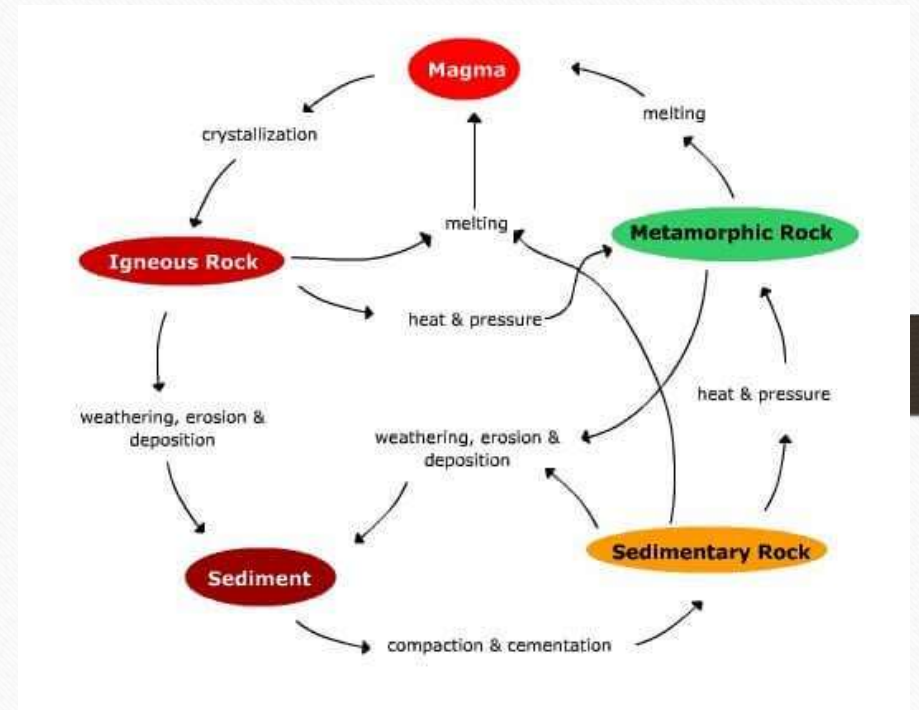 Magma
melting
crystallization
melting
Metamorphic Rock
Igneous Rock
heat & pressure
heat & pressure
weathering, erosion &
deposition
weathering, erosion &
deposition
Sedimentary Rock
Sediment
compaction & cementation